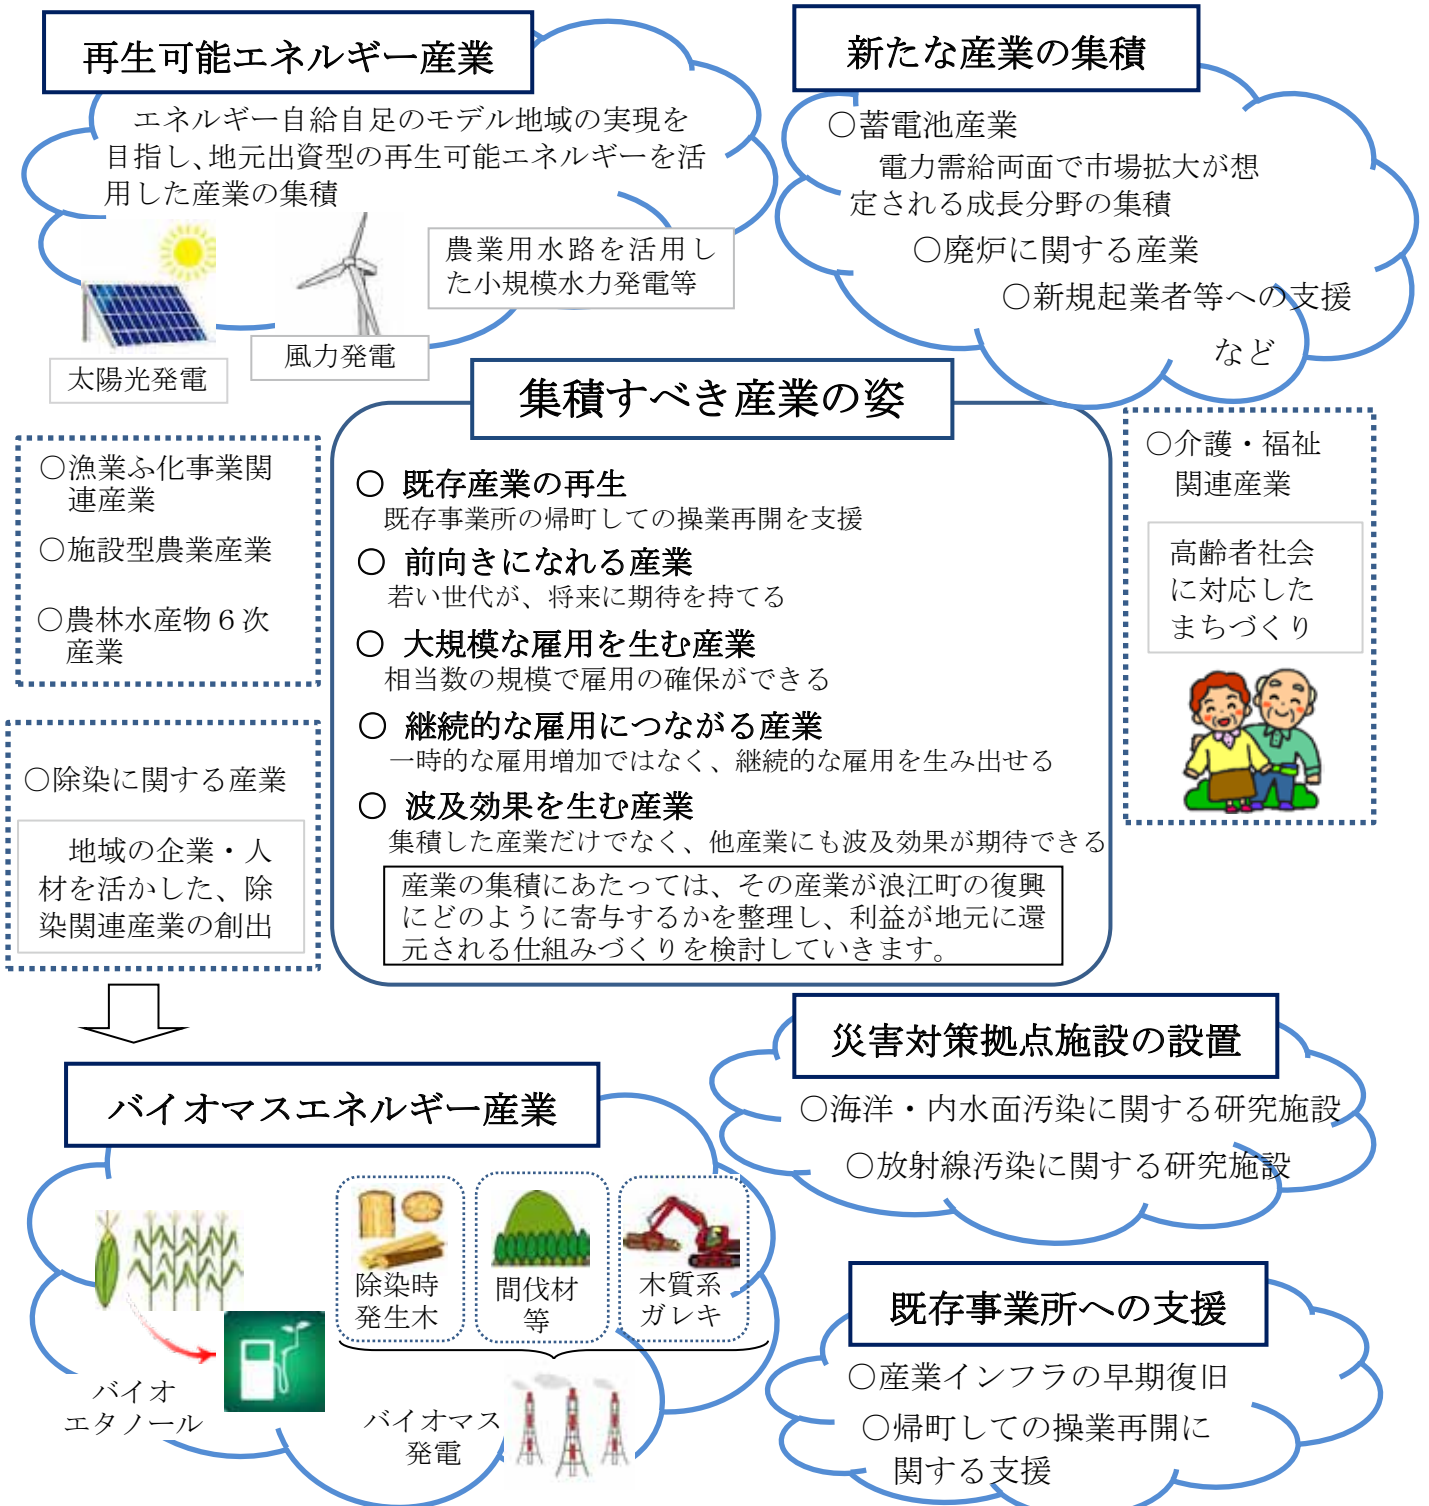 再生可能エネルギー産業
エネルギー自給自足のモデル地域の実現を
目指し、地元出資型の再生可能エネルギーを活
用した産業の集積
農業用水路を活用し
た小規模水力発電等
風力発電
太陽光発電
新たな産業の集積
〇蓄電池産業
電力需給両面で市場拡大が想
定される成長分野の集積
〇廃炉に関する産業
〇新規起業者等への支援
など
集積すべき産業の姿
〇 既存産業の再生
既存事業所の帰町しての操業再開を支援
〇 前向きになれる産業
若い世代が、将来に期待を持てる
〇 大規模な雇用を生む産業
相当数の規模で雇用の確保ができる
〇 継続的な雇用につながる産業
一時的な雇用増加ではなく、継続的な雇用を生み出せる
〇 波及効果を生む産業
集積した産業だけでなく、他産業にも波及効果が期待できる
産業の集積にあたっては、その産業が浪江町の復興
にどのように寄与するかを整理し、利益が地元に還
元される仕組みづくりを検討していきます。
〇漁業ふ化事業関
連産業
〇施設型農業産業
〇農林水産物６次
産業
〇除染に関する産業
地域の企業・人
材を活かした、除
染関連産業の創出
〇介護・福祉
関連産業
高齢者社会
に対応した
まちづくり
バイオマスエネルギー産業
除染時
発生木
間伐材
等
木質系
ガレキ
バイオ
エタノール
バイオマス
発電
災害対策拠点施設の設置
〇海洋・内水面汚染に関する研究施設
〇放射線汚染に関する研究施設
既存事業所への支援
〇産業インフラの早期復旧
〇帰町しての操業再開に
関する支援